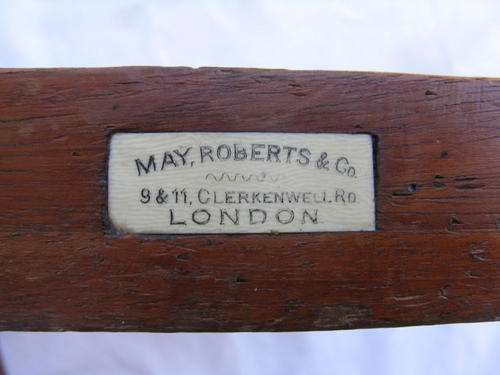 MAY, ROBERTS & Co.
9 & 11, CLERKENWELL RD
LONDON